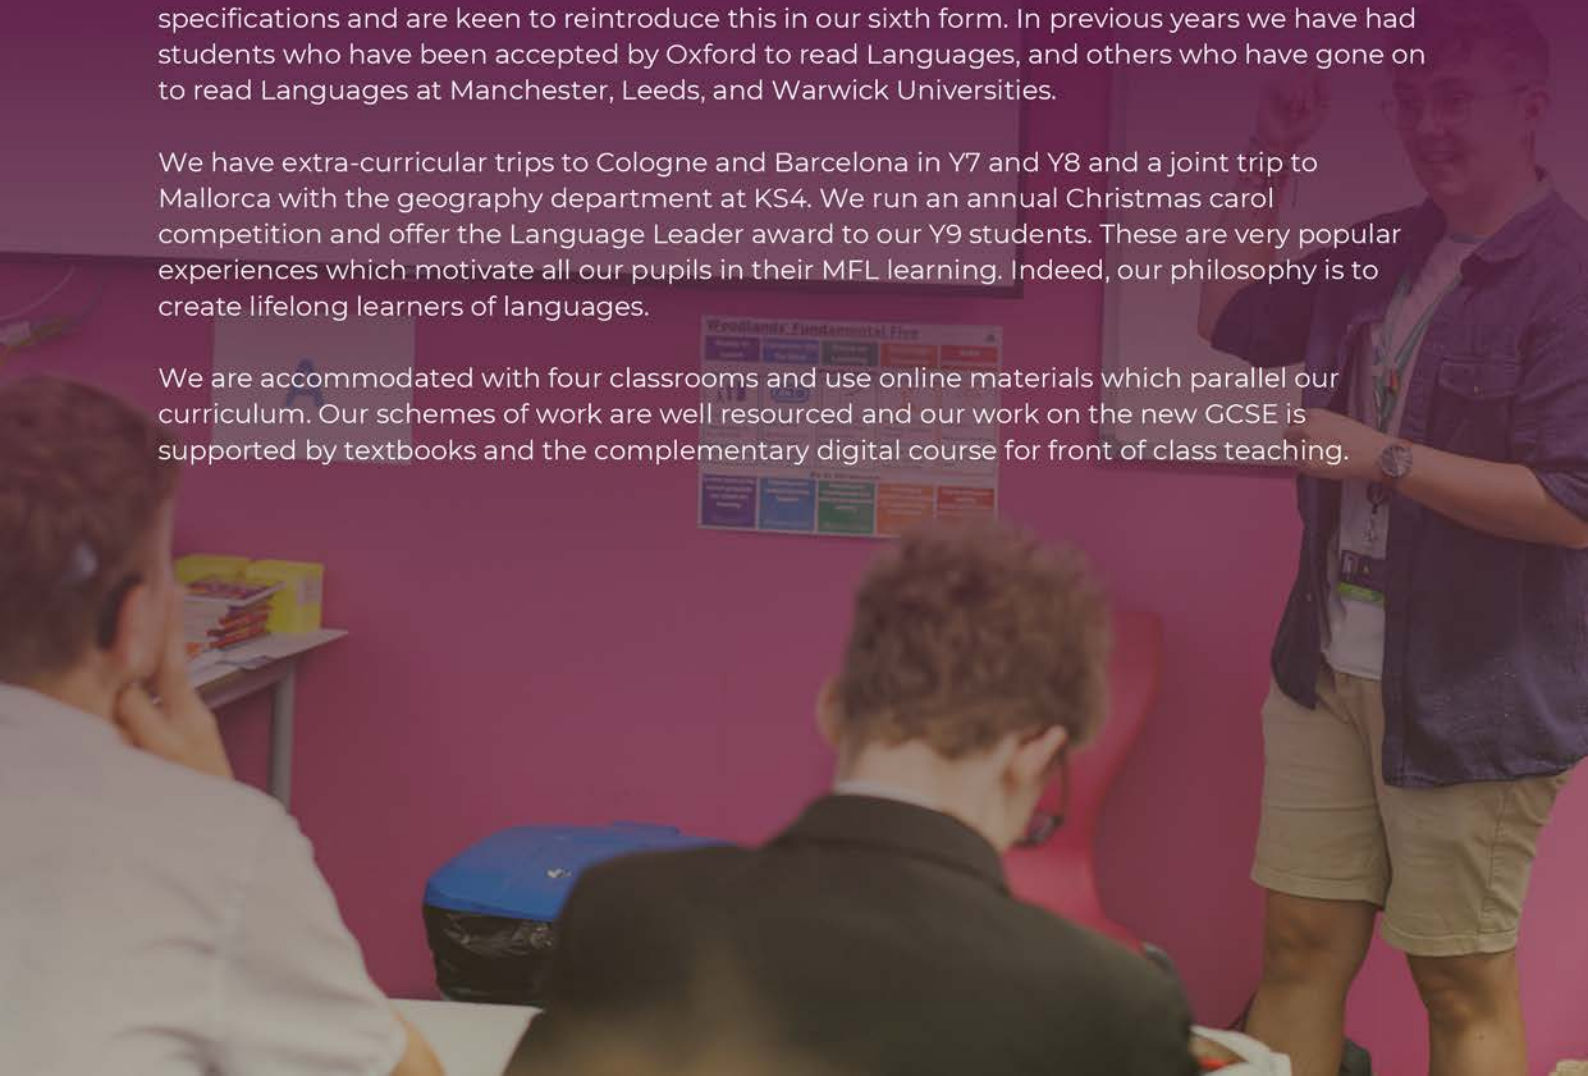 specifications and are keen to reintroduce this in our sixth form. In previous years we have had
students who have been accepted by Oxford to read Languages, and others who have gone on
to read Languages at Manchester, Leeds, and Warwick Universities.
We have extra-curricular trips to Cologne and Barcelona in Y7 and Y8 and a joint trip to
Mallorca with the geography department at KS4. We run an annual Christmas carol
competition and offer the Language Leader award to our Y9 students. These are very popular
experiences which motivate all our pupils in their MFL learning. Indeed, our philosophy is to
create lifelong learners of languages.
We are accommodated with four classrooms and use online materials which parallel our
curriculum. Our schemes of work are well resourced and our work on the new GCSE is
supported by textbooks and the complementary digital course for front of class teaching.
Woodlands' Fundamental Five
A